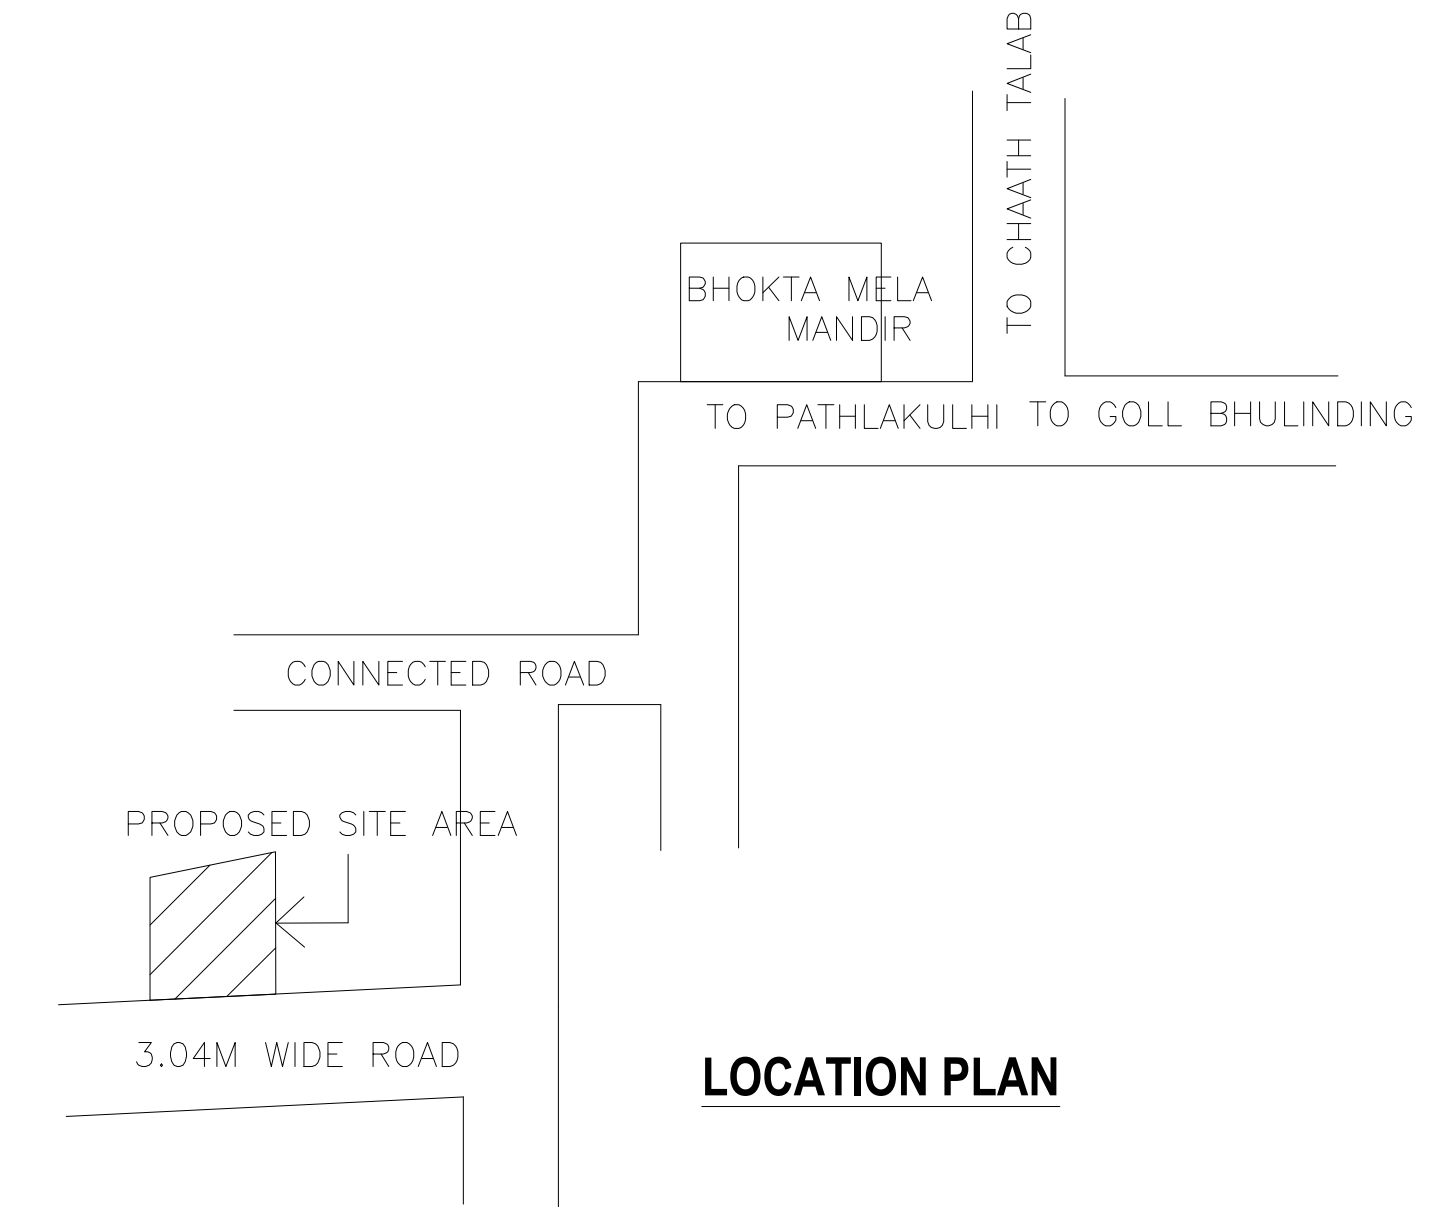 TO CHAATH TALAB
BHOKTA MELA
MANDIR
TO PATHLAKULHI
TO GOLL BHULINDING
CONNECTED ROAD
PROPOSED SITE AREA
3.04M WIDE ROAD
LOCATION PLAN